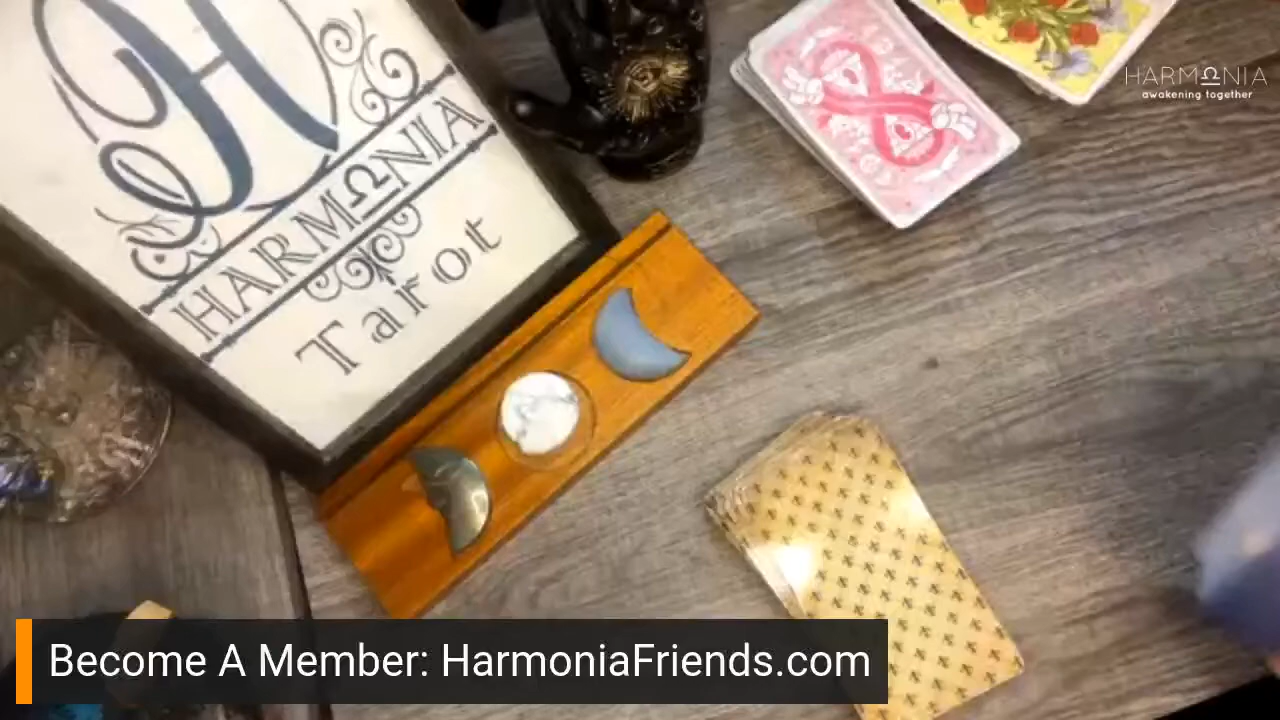 H
HARMΩNIA
Tarot
HARMΩNIA
awakening together
Become A Member: HarmoniaFriends.com